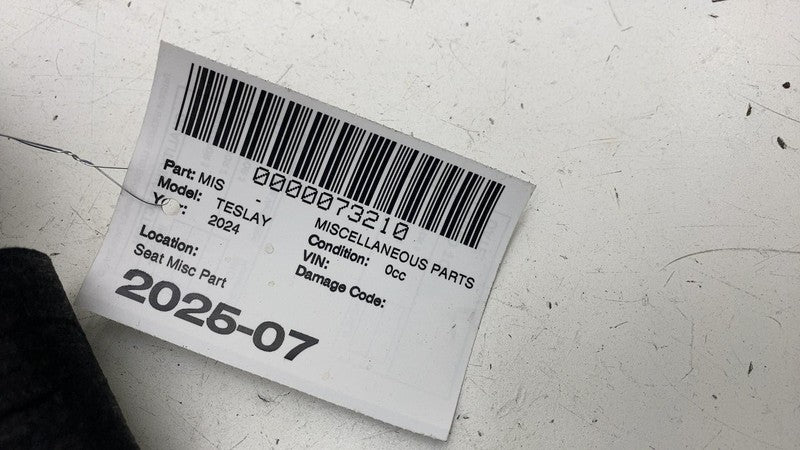 0000073210
Part: MIS - MISCELLANEOUS PARTS
Model: TESLAY Condition: 0cc
Year: 2024 VIN:
Damage Code:
Location:
Seat Misc Part
2025-07